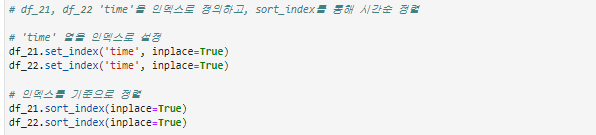 # df_21, df_22 'time'을 인덱스로 정의하고, sort_index를 통해 시간순 정렬
# 'time' 열을 인덱스로 설정
df_21.set_index('time', inplace=True)
df_22.set_index('time', inplace=True)
# 인덱스를 기준으로 정렬
df_21.sort_index(inplace=True)
df_22.sort_index(inplace=True)